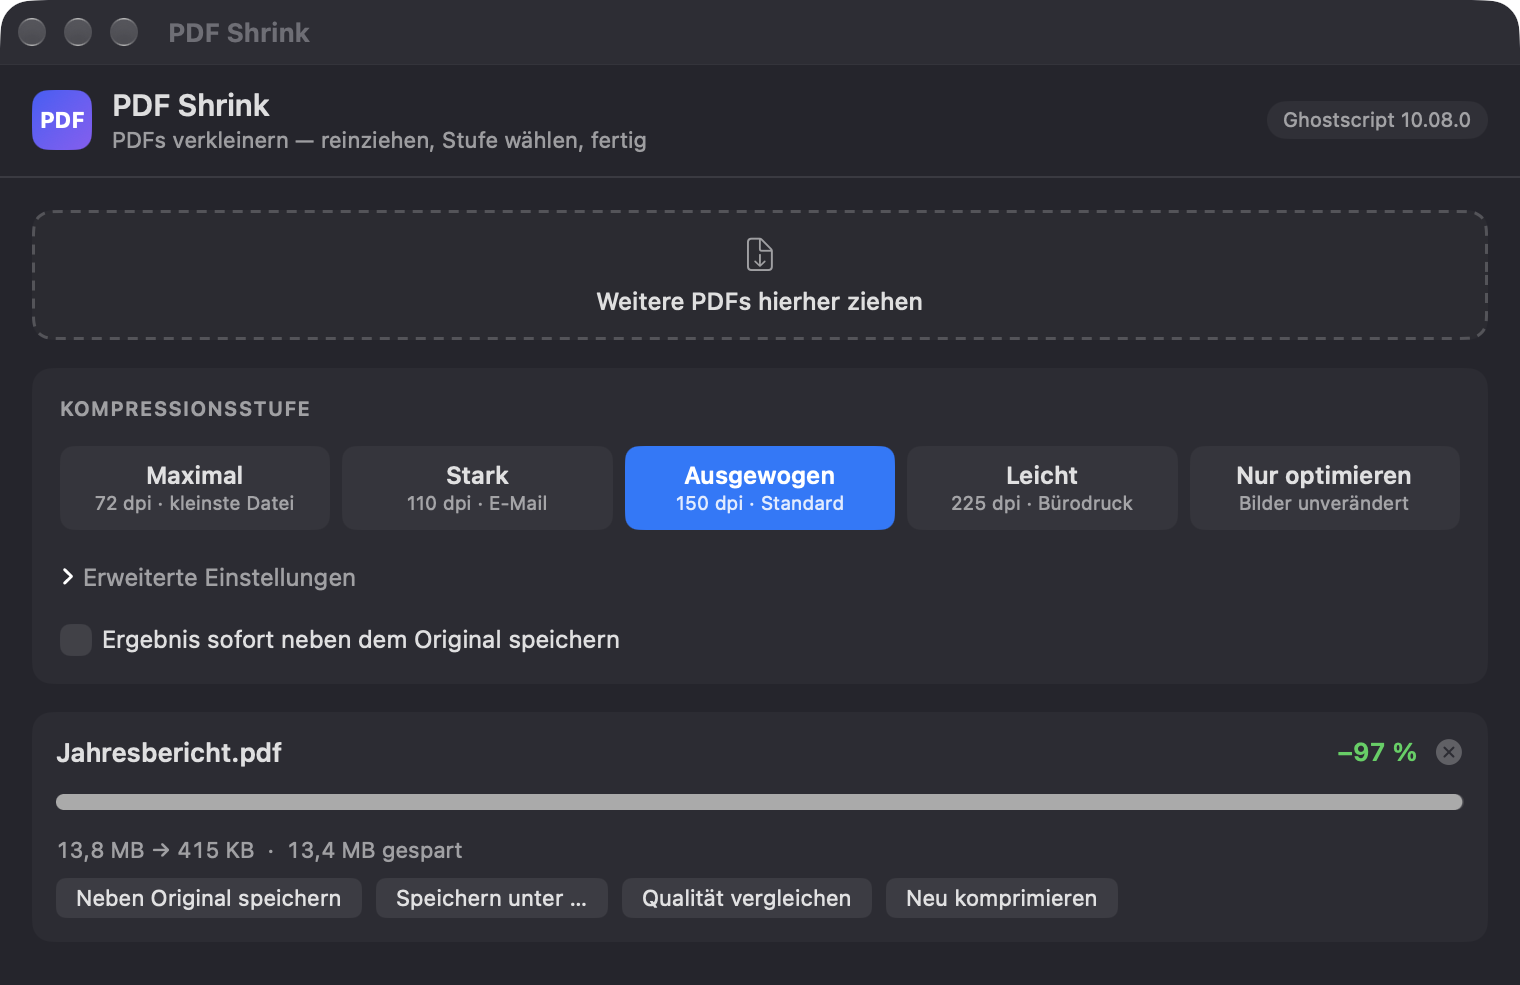 PDF Shrink
PDF
PDF Shrink
PDFs verkleinern — reinziehen, Stufe wählen, fertig
Ghostscript 10.08.0
Weitere PDFs hierher ziehen
KOMPRESSIONSSTUFE
Maximal
72 dpi · kleinste Datei
Stark
110 dpi · E-Mail
Ausgewogen
150 dpi · Standard
Leicht
225 dpi · Bürodruck
Nur optimieren
Bilder unverändert
Erweiterte Einstellungen
Ergebnis sofort neben dem Original speichern
Jahresbericht.pdf
–97 %
13,8 MB → 415 KB · 13,4 MB gespart
Neben Original speichern
Speichern unter ...
Qualität vergleichen
Neu komprimieren